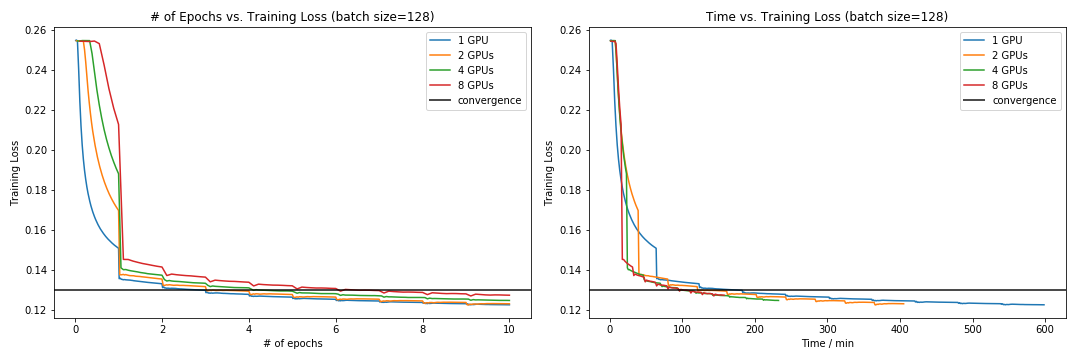 # of Epochs vs. Training Loss (batch size=128)
0.26
0.24
0.22
0.20
0.18
0.16
0.14
0.12
Training Loss
1 GPU
2 GPUs
4 GPUs
8 GPUs
convergence
0
2
4
6
8
10
# of epochs
Time vs. Training Loss (batch size=128)
0.26
0.24
0.22
0.20
0.18
0.16
0.14
0.12
Training Loss
1 GPU
2 GPUs
4 GPUs
8 GPUs
convergence
0
100
200
300
400
500
600
Time / min